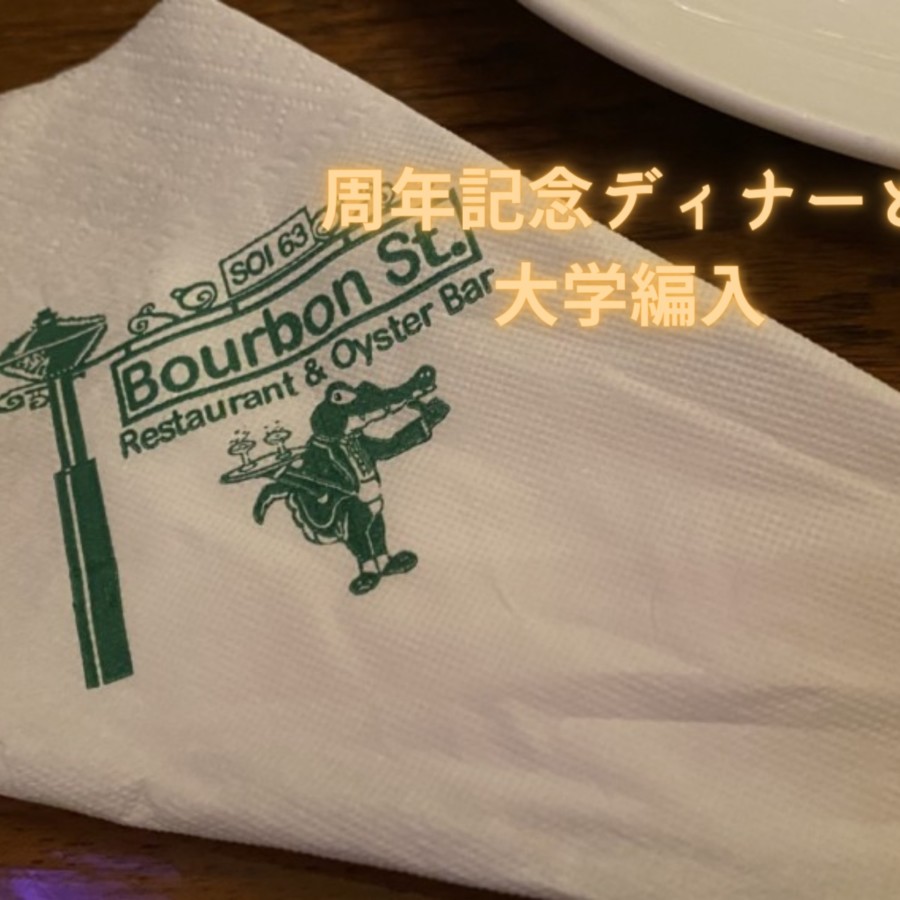 周年記念ディナーと
大学編入
SOI 63
Bourbon St.
Restaurant & Oyster Bar